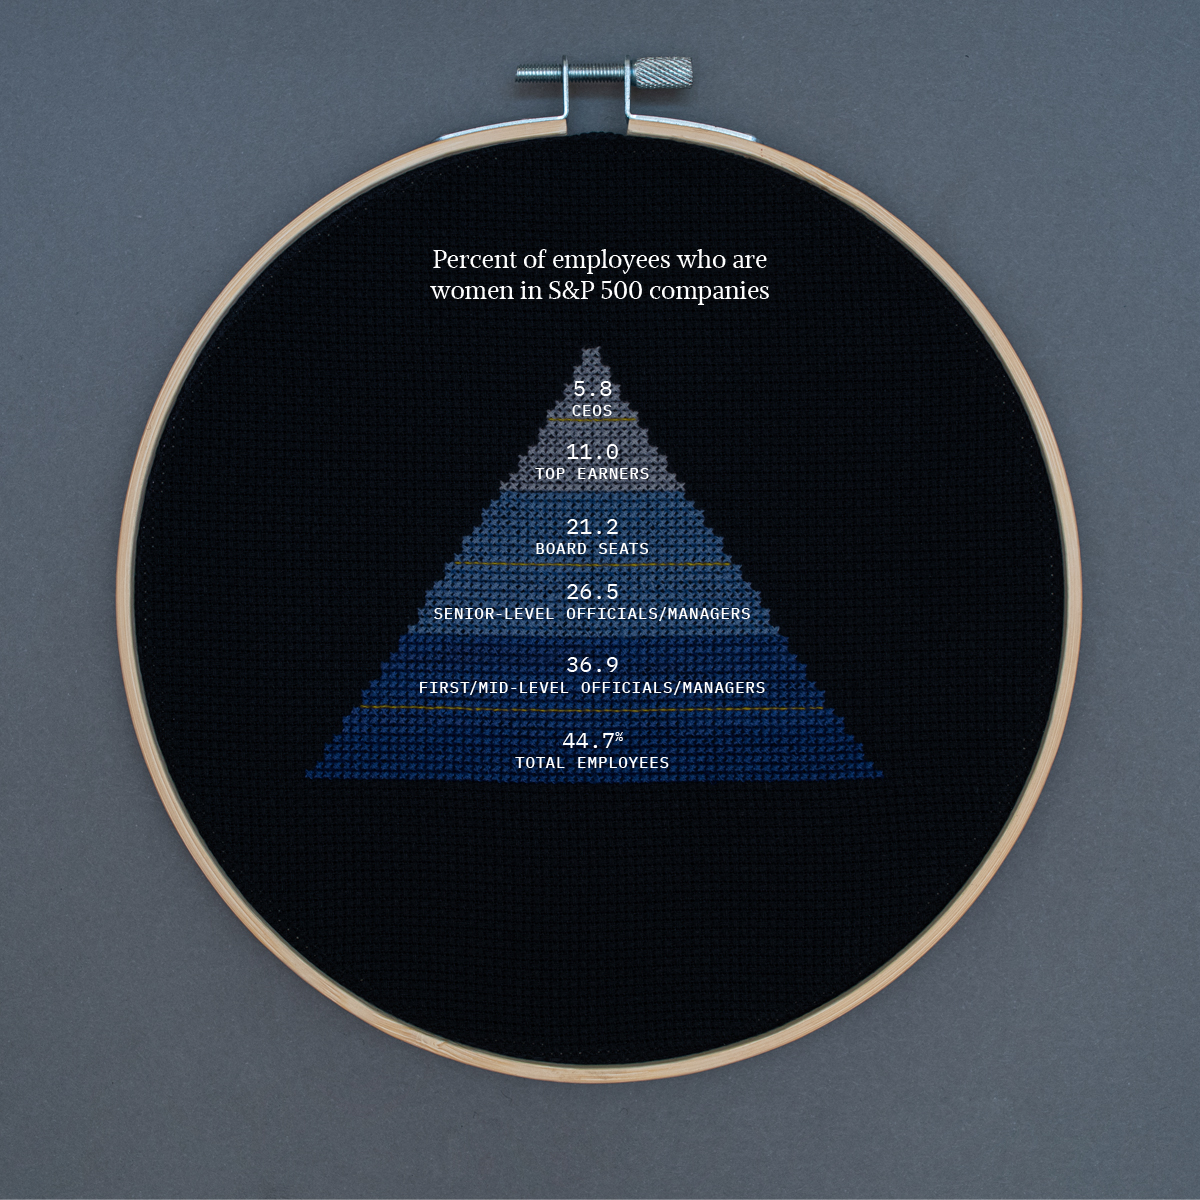 Percent of employees who are
women in S&P 500 companies
5.8
CEOS
11.0
TOP EARNERS
21.2
BOARD SEATS
26.5
SENIOR-LEVEL OFFICIALS/MANAGERS
36.9
FIRST/MID-LEVEL OFFICIALS/MANAGERS
44.7%
TOTAL EMPLOYEES